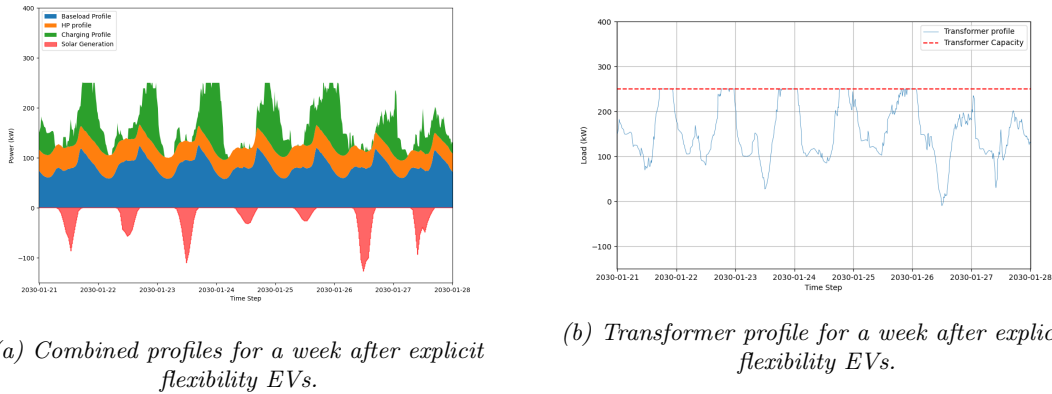 Baseload Profile
HP profile
Charging Profile
Solar Generation
400
300
200
100
0
−100
Power (kW)
2030-01-21 2030-01-22 2030-01-23 2030-01-24 2030-01-25 2030-01-26 2030-01-27 2030-01-28
Time Step
(a) Combined profiles for a week after explicit
flexibility EVs.
Transformer profile
Transformer Capacity
400
300
200
100
0
−100
Load (kW)
2030-01-21 2030-01-22 2030-01-23 2030-01-24 2030-01-25 2030-01-26 2030-01-27 2030-01-28
Time Step
(b) Transformer profile for a week after explic
flexibility EVs.